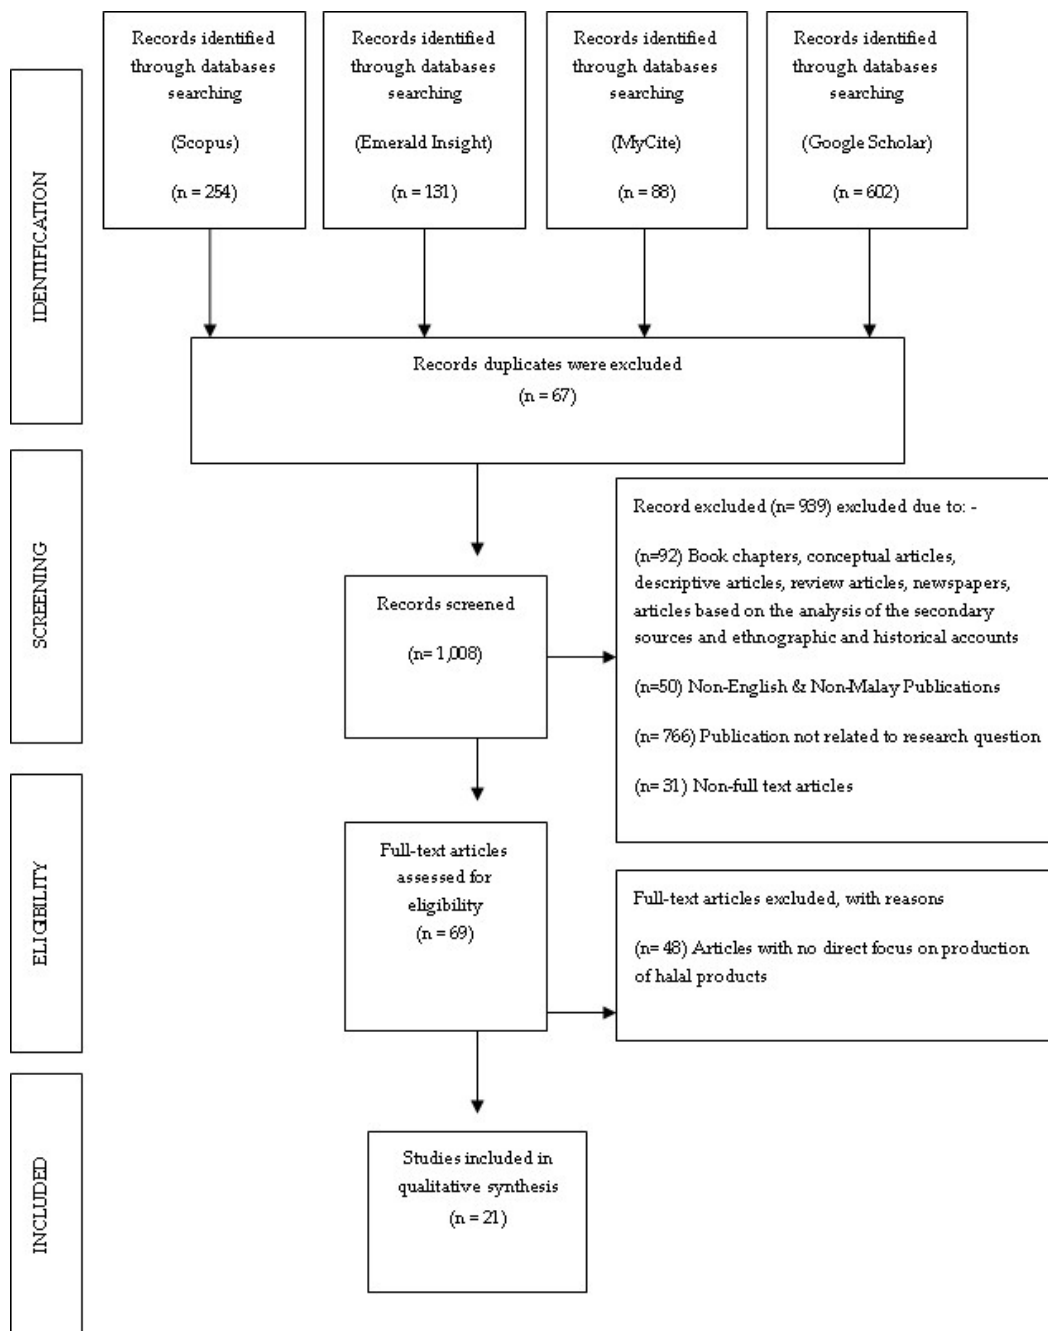 Records identified
through databases
searching
(Scopus)
(n = 254)
Records identified
through databases
searching
(Emerald Insight)
(n = 131)
Records identified
through databases
searching
(MyCite)
(n = 88)
Records identified
through databases
searching
(Google Scholar)
(n = 602)
IDENTIFICATION
Records duplicates were excluded
(n = 67)
SCREENING
Records screened
(n= 1,008)
Record excluded (n= 939) excluded due to: -
(n=92) Book chapters, conceptual articles,
descriptive articles, review articles, newspapers,
articles based on the analysis of the secondary
sources and ethnographic and historical accounts
(n=50) Non-English & Non-Malay Publications
(n= 766) Publication not related to research question
(n= 31) Non-full text articles
ELIGIBILITY
Full-text articles
assessed for
eligibility
(n = 69)
Full-text articles excluded, with reasons
(n= 48) Articles with no direct focus on production
of halal products
INCLUDED
Studies included in
qualitative synthesis
(n = 21)